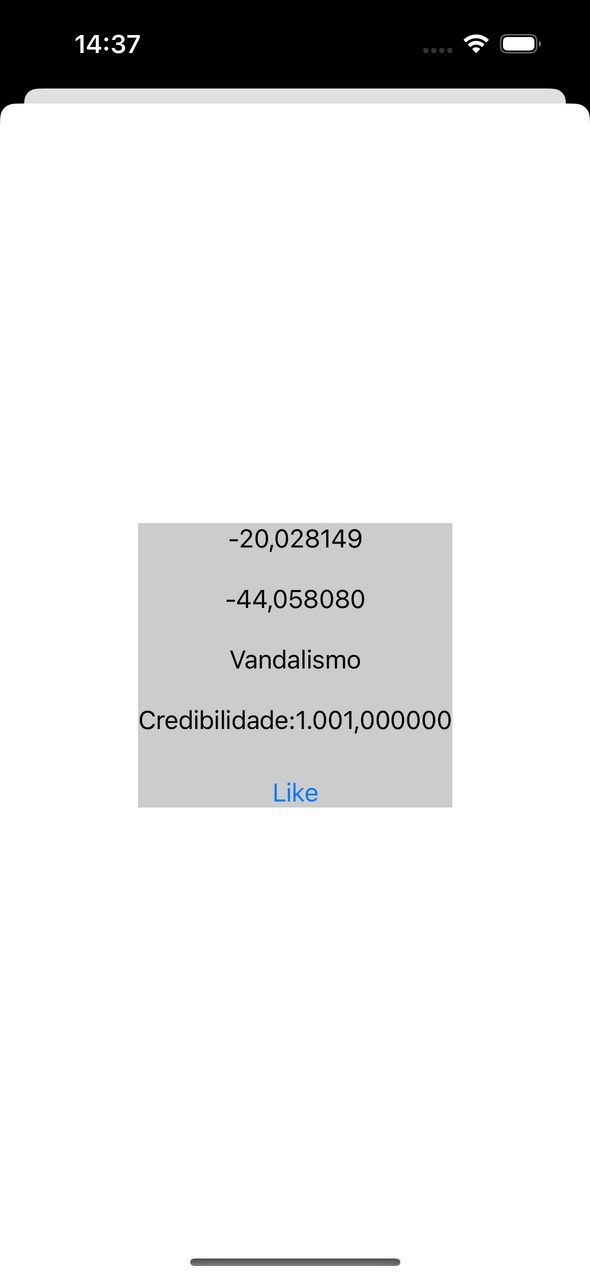 14:37
-20,028149
-44,058080
Vandalismo
Credibilidade:1.001,000000
Like